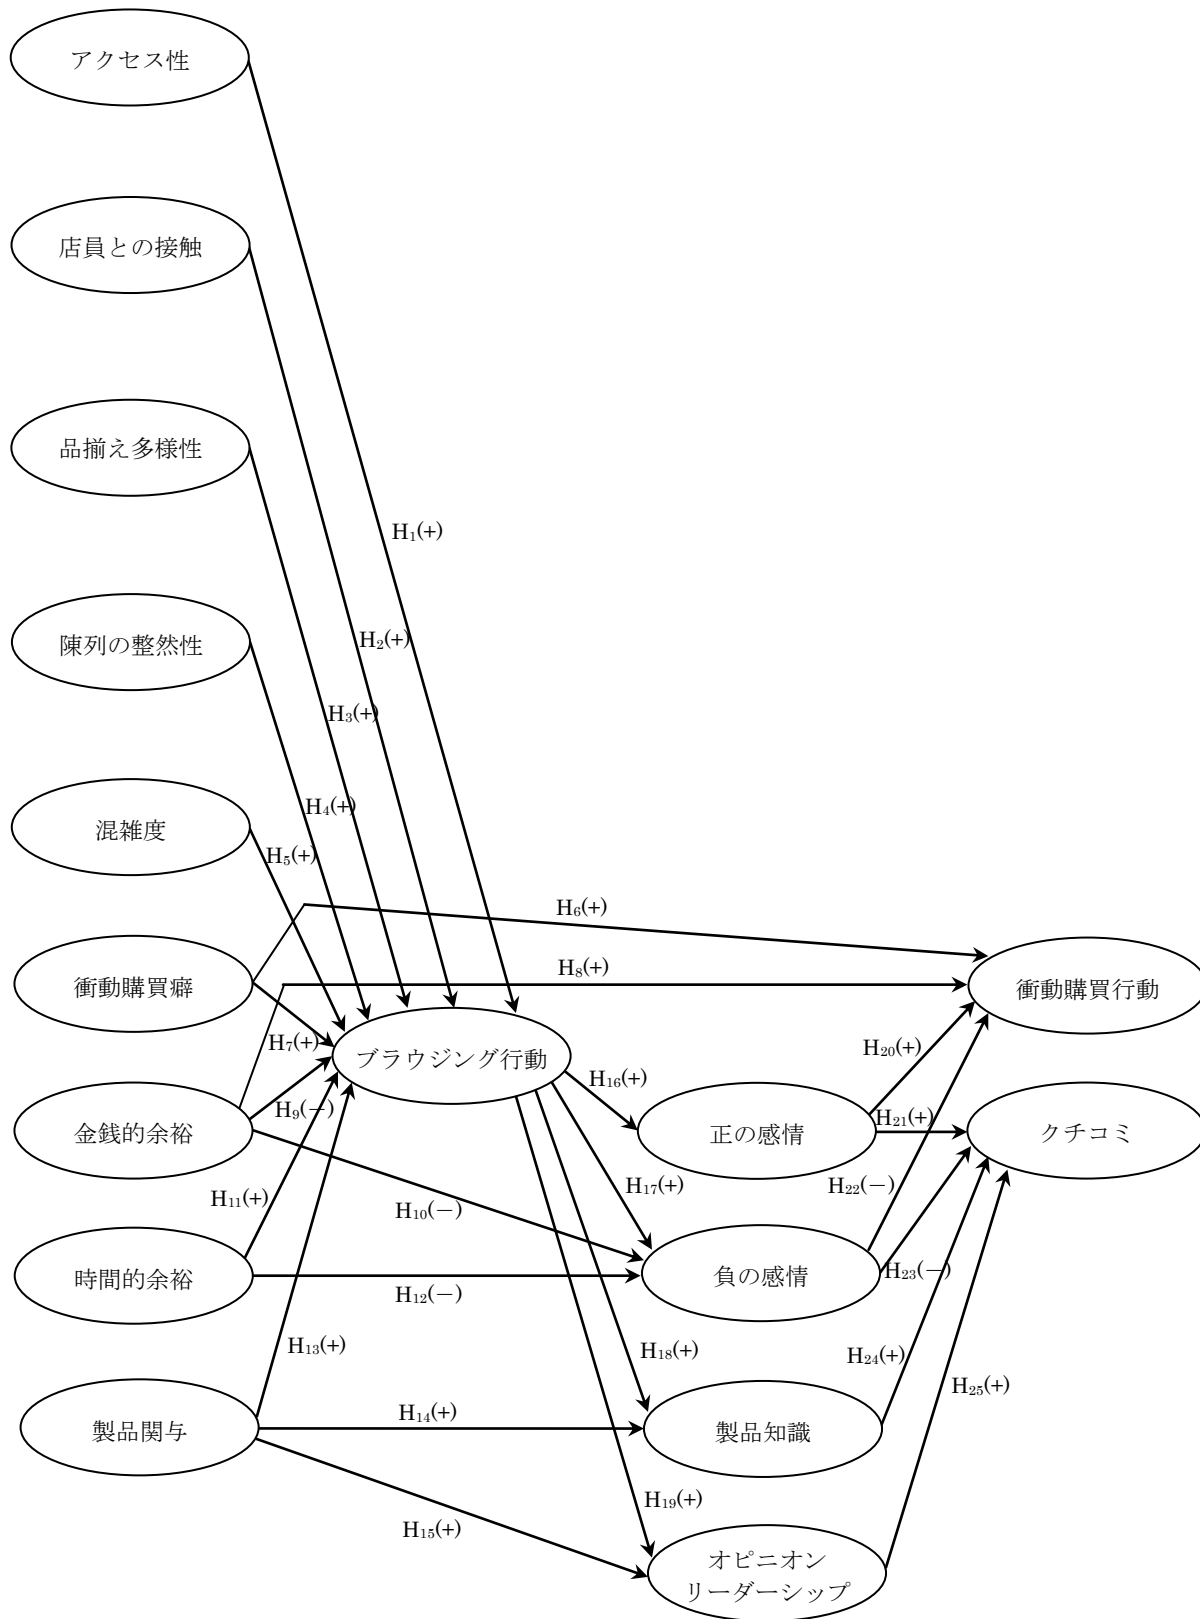 アクセス性
店員との接触
品揃え多様性
H1(+)
陳列の整然性
H2(+)
H3(+)
H4(+)
混雑度
H5(+)
H6(+)
衝動購買癖
H8(+)
衝動購買行動
H7(+)
ブラウジング行動
H20(+)
H16(+)
H9(−)
H21(+)
金銭的余裕
正の感情
クチコミ
H17(+)
H22(−)
H11(+)
H10(−)
時間的余裕
負の感情
H23(−)
H12(−)
H13(+)
H18(+)
H24(+)
H25(+)
H14(+)
製品関与
製品知識
H19(+)
H15(+)
オピニオン
リーダーシップ